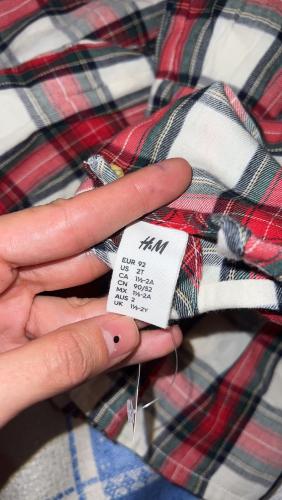 H&M
EUR 92
US 2T
CA 1½-2A
CN 90/52
MX 1½-2A
AUS 2
UK 1½-2Y